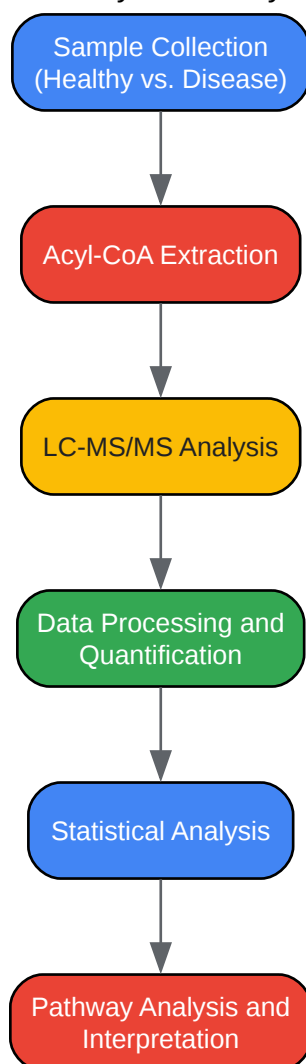 Sample Collection
(Healthy vs. Disease)
Acyl-CoA Extraction
LC-MS/MS Analysis
Data Processing and
Quantification
Statistical Analysis
Pathway Analysis and
Interpretation